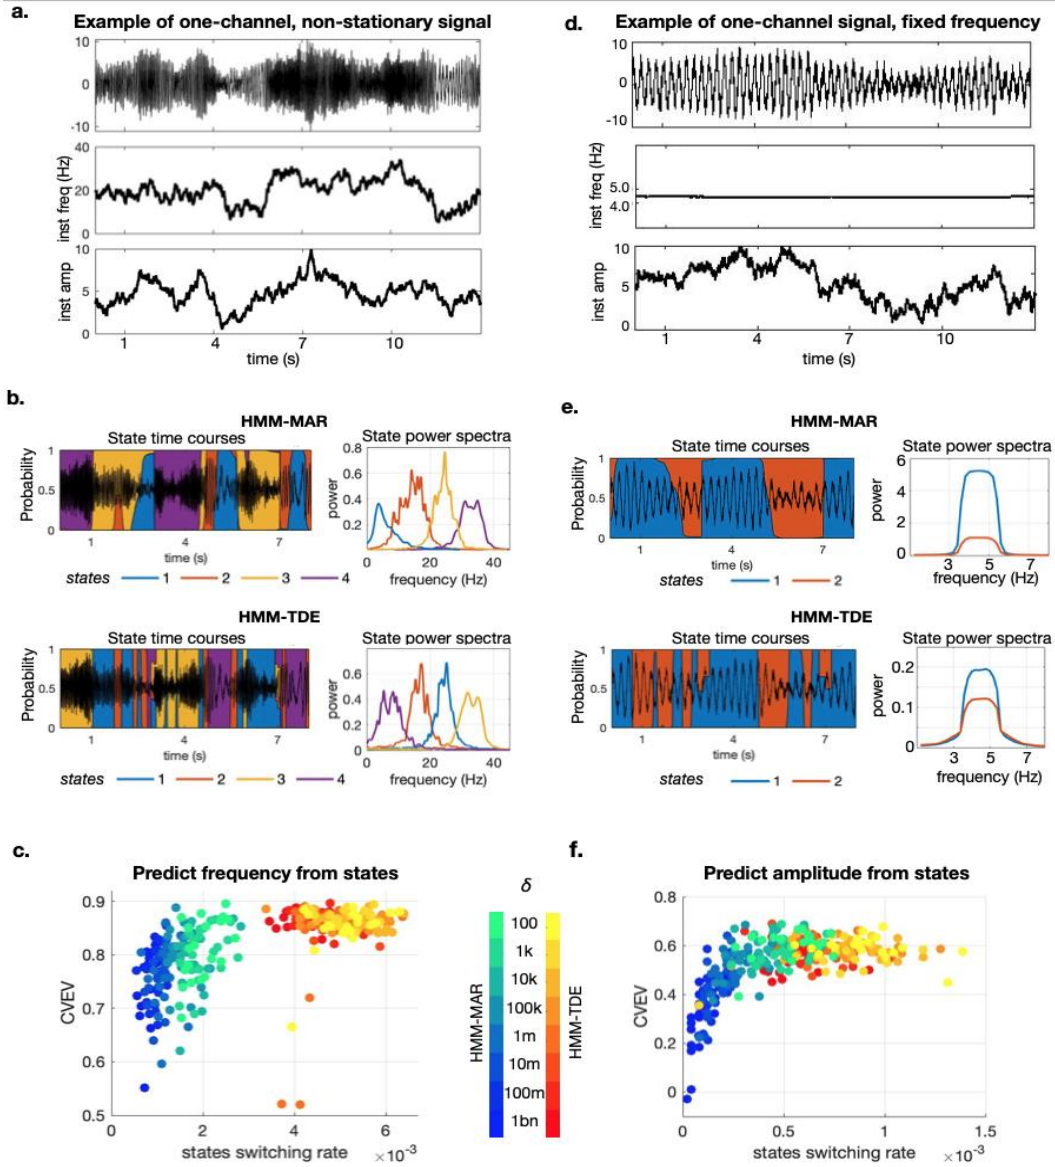 a.
Example of one-channel, non-stationary signal
10
0
-10
inst freq (Hz)
40
20
0
inst amp
10
5
0
1 4 7 10
time (s)
d.
Example of one-channel signal, fixed frequency
10
0
-10
inst freq (Hz)
5.0
4.0
inst amp
10
5
0
1 4 7 10
time (s)
b.
HMM-MAR
State time courses
Probability
1
0.5
0
1 4 7
time (s)
State power spectra
power
0.8
0.6
0.4
0.2
0 20 40
frequency (Hz)
states 1 2 3 4
HMM-TDE
State time courses
Probability
1
0.5
0
1 4 7
time (s)
State power spectra
power
0.6
0.4
0.2
0
0 20 40
frequency (Hz)
states 1 2 3 4
e.
HMM-MAR
State time courses
Probability
1
0.5
0
1 4 7
time (s)
State power spectra
power
6
4
2
0
3 5 7
frequency (Hz)
states 1 2
HMM-TDE
State time courses
Probability
1
0.5
0
1 4 7
time (s)
State power spectra
power
0.2
0.1
0
3 5 7
frequency (Hz)
states 1 2
c.
Predict frequency from states
CVEV
0.9
0.8
0.7
0.6
0.5
0 2 4 6
states switching rate ×10⁻³
δ
HMM-MAR
100
1k
10k
100k
1m
10m
100m
1bn
HMM-TDE
f.
Predict amplitude from states
CVEV
0.8
0.6
0.4
0.2
0
0 0.5 1 1.5
states switching rate ×10⁻³